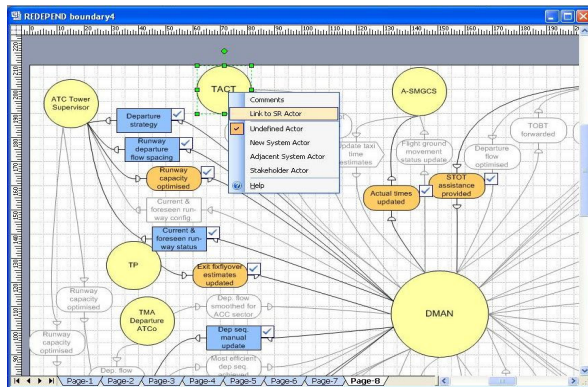 REDEPEND boundary4
ATC Tower
Supervisor
TACT
A-SMGCS
Comments
Link to SR Actor
Undefined Actor
New System Actor
Adjacent System Actor
Stakeholder Actor
Help
Departure
strategy
Runway
departure
flow spacing
Runway
capacity
optimised
Update taxi
time
estimates
Flight ground
movement
status update
TOBT
forwarded
Departure
flow
optimised
STOT
assistance
provided
Actual times
updated
Current &
foreseen run-
way config.
Current &
foreseen run-
way status
TP
Exit fix/flyover
estimates
updated
Runway
capacity
optimised
Dep. flow
smoothed for
ACC sector
TMA
Departure
ATCo
DMAN
Dep seq.
manual
update
Runway
capacity
optimised
Most efficient
dep seq.
Dep. flow
Page-1 Page-2 Page-3 Page-4 Page-5 Page-6 Page-7 Page-8